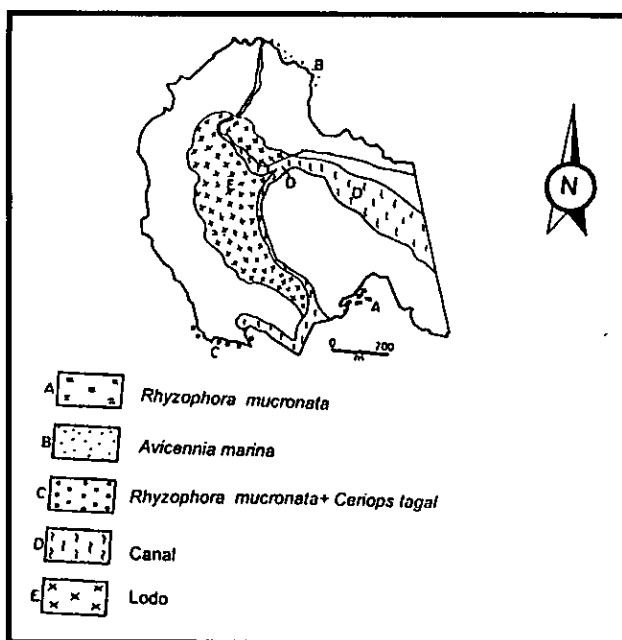 B
N
E
D
D
A
C
0 200
m
A Rhyzophora mucronata
B Avicennia marina
C Rhyzophora mucronata+ Ceriops tagal
D Canal
E Lodo